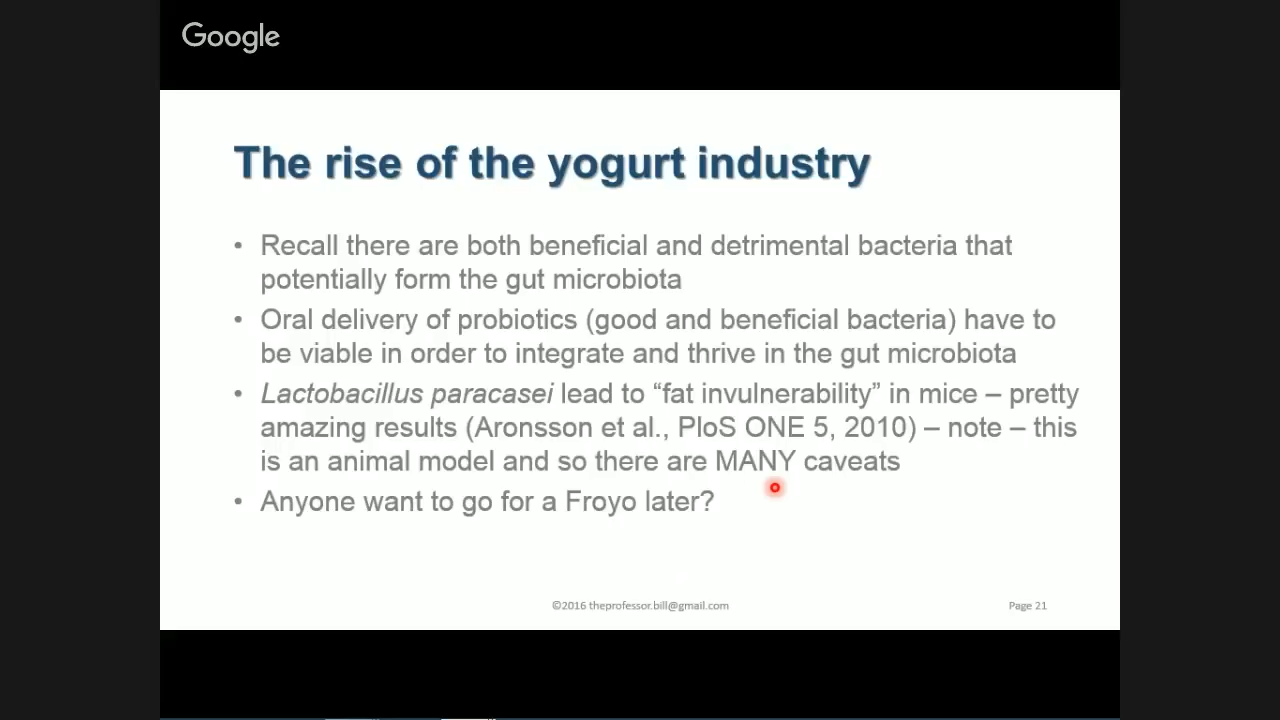 Google
The rise of the yogurt industry
• Recall there are both beneficial and detrimental bacteria that
potentially form the gut microbiota
• Oral delivery of probiotics (good and beneficial bacteria) have to
be viable in order to integrate and thrive in the gut microbiota
• Lactobacillus paracasei lead to “fat invulnerability” in mice – pretty
amazing results (Aronsson et al., PloS ONE 5, 2010) – note – this
is an animal model and so there are MANY caveats
• Anyone want to go for a Froyo later?
©2016 theprofessor.bill@gmail.com
Page 21